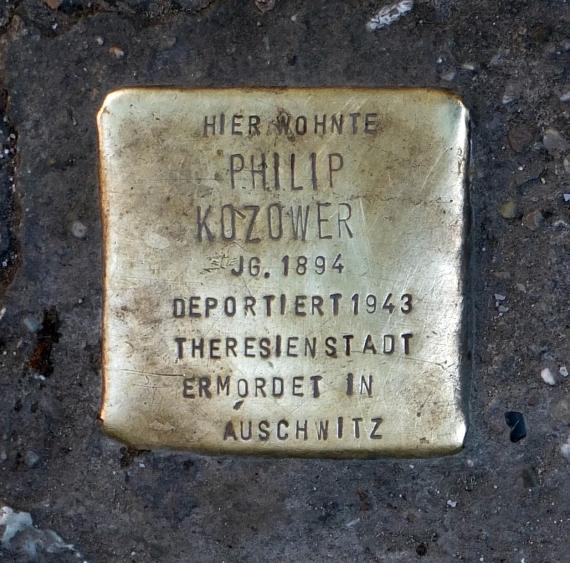 HIER WOHNTE
PHILIP
KOZOWER
JG. 1894
DEPORTIERT 1943
THERESIENSTADT
ERMORDET IN
AUSCHWITZ